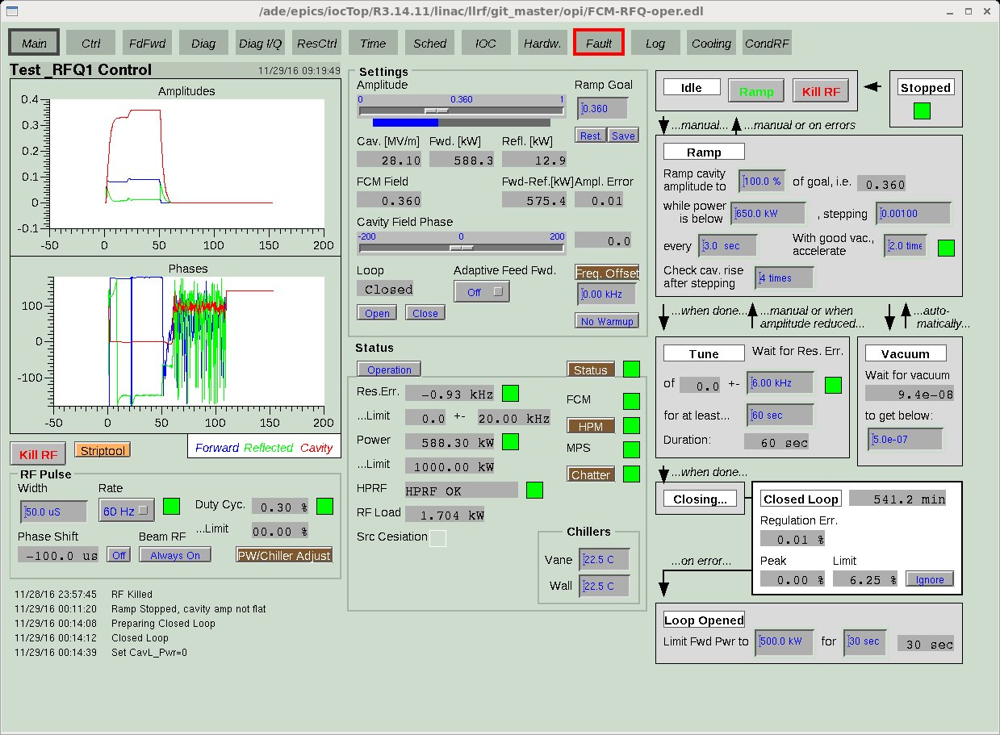 /ade/epics/iocTop/R3.14.11/linac/llrf/git_master/opi/FCM-RFQ-oper.edl
Main Ctrl FdFwd Diag Diag I/Q ResCtrl Time Sched IOC Hardw. Fault Log Cooling CondRF
Test _RFQ1 Control 11/29/16 09:19:49
Amplitudes
0.4
0.3
0.2
0.1
0
-0.1
-50 0 50 100 150 200
Phases
100
0
-100
-50 0 50 100 150 200
Kill RF Striptool Forward Reflected Cavity
RF Pulse
Width Rate
50.0 uS 60 Hz Duty Cyc. 0.30 %
...Limit 00.00 %
Phase Shift Beam RF
-100.0 us Off Always On PW/Chiller Adjust
11/28/16 23:57:45 RF Killed
11/29/16 00:11:20 Ramp Stopped, cavity amp not flat
11/29/16 00:14:08 Preparing Closed Loop
11/29/16 00:14:12 Closed Loop
11/29/16 00:14:39 Set CavL_Pwr=0
Settings
Amplitude Ramp Goal
0 0.360 1
0.360
Rest. Save
Cav. [MV/m] Fwd. [kW] Refl. [kW]
28.10 588.3 12.9
FCM Field Fwd-Ref.[kW] Ampl. Error
0.360 575.4 0.01
Cavity Field Phase
-200 0 200
0.0
Loop Adaptive Feed Fwd. Freq. Offset
Closed Off 0.00 kHz
Open Close No Warmup
Status
Operation Status
Res.Err. -0.93 kHz FCM
...Limit 0.0 +- 20.00 kHz HPM
Power 588.30 kW MPS
...Limit 1000.00 kW Chatter
HPRF HPRF OK
RF Load 1.704 kW
Src Cesiation
Chillers
Vane 22.5 C
Wall 22.5 C
Idle Ramp Kill RF Stopped
...manual... ...manual or on errors
Ramp
Ramp cavity
amplitude to 100.0 % of goal, i.e. 0.360
while power
is below 650.0 kW , stepping 0.00100
every 3.0 sec With good vac.,
accelerate 2.0 time
Check cav. rise
after stepping 4 times
...when done... ...manual or when
amplitude reduced... ...auto-
matically...
Tune Wait for Res. Err.
of 0.0 +- 6.00 kHz
for at least... 60 sec
Duration: 60 sec
Vacuum
Wait for vacuum
9.4e-08
to get below:
5.0e-07
...when done...
Closing... Closed Loop 541.2 min
Regulation Err.
0.01 %
Peak Limit
0.00 % 6.25 % Ignore
...on error...
Loop Opened
Limit Fwd Pwr to 500.0 kW for 30 sec 30 sec